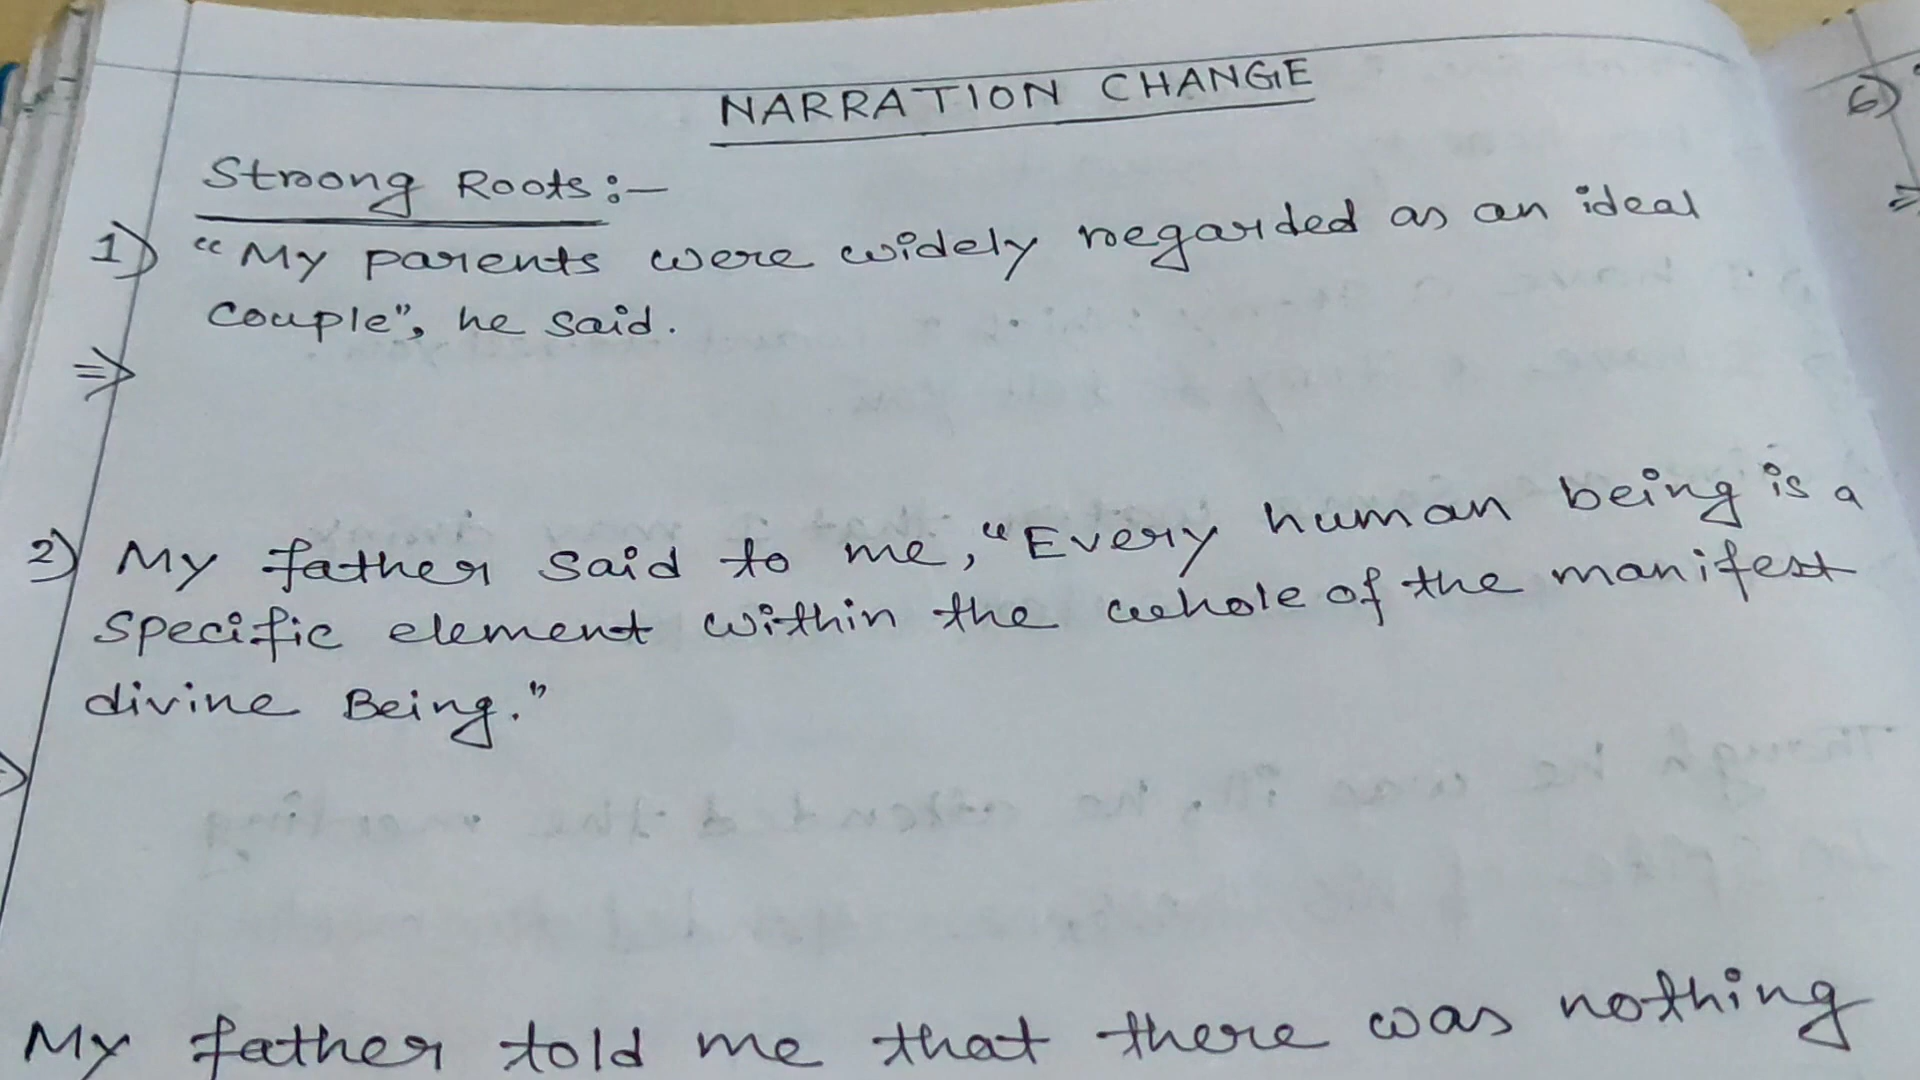 NARRATION CHANGE
Strong Roots:-
1) "My parents were widely regarded as an ideal
couple", he said.
⇒
2) My father said to me, "Every human being is a
specific element within the whole of the manifest
divine Being."
My father told me that there was nothing
6)
⇒